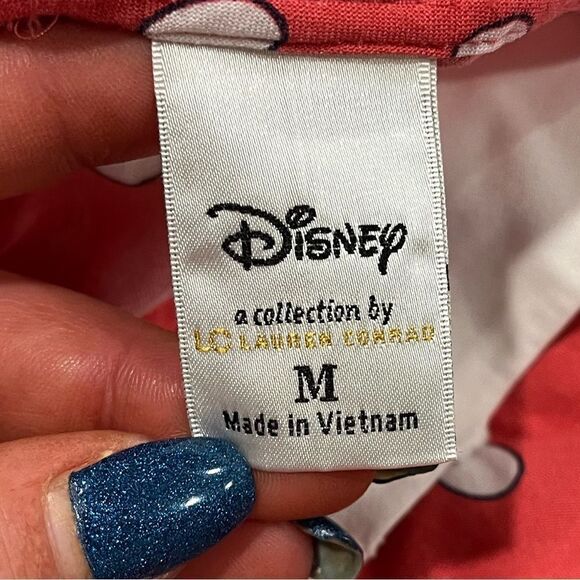 Disney
a collection by
LC LAUREN CONRAD
M
Made in Vietnam